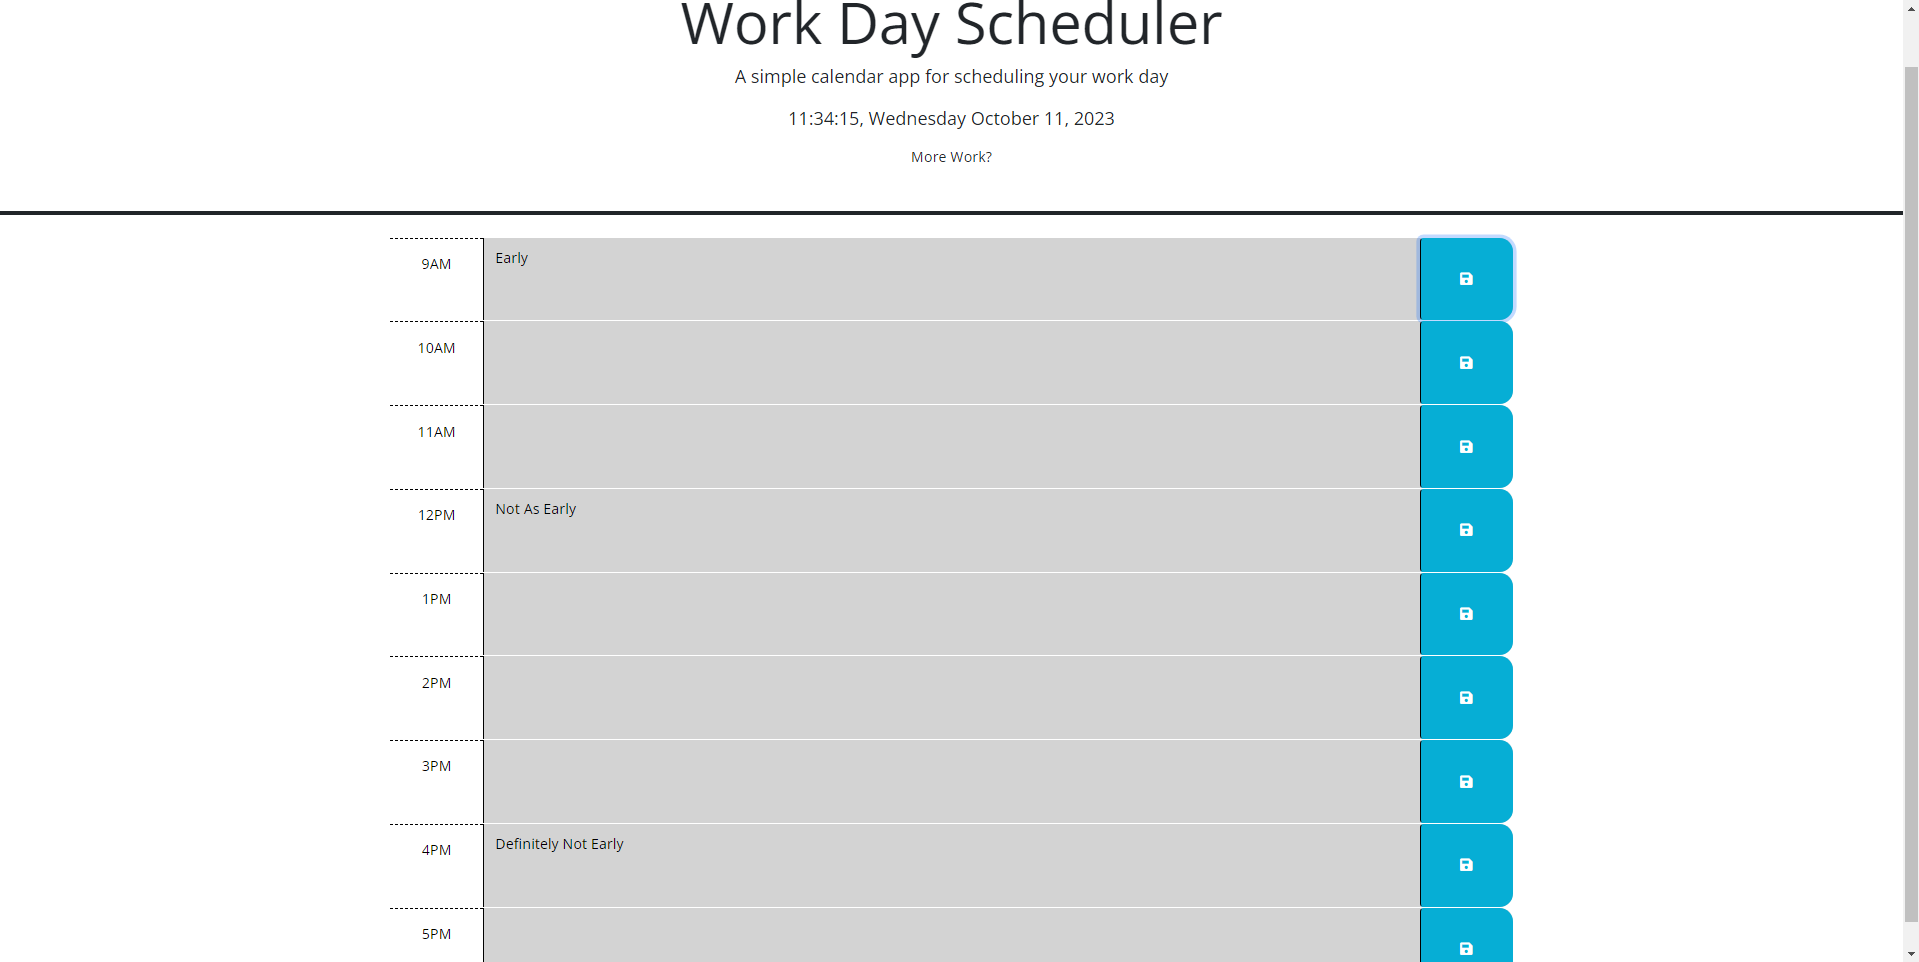 Work Day Scheduler
A simple calendar app for scheduling your work day
11:34:15, Wednesday October 11, 2023
More Work?
9AM
Early
10AM
11AM
12PM
Not As Early
1PM
2PM
3PM
4PM
Definitely Not Early
5PM